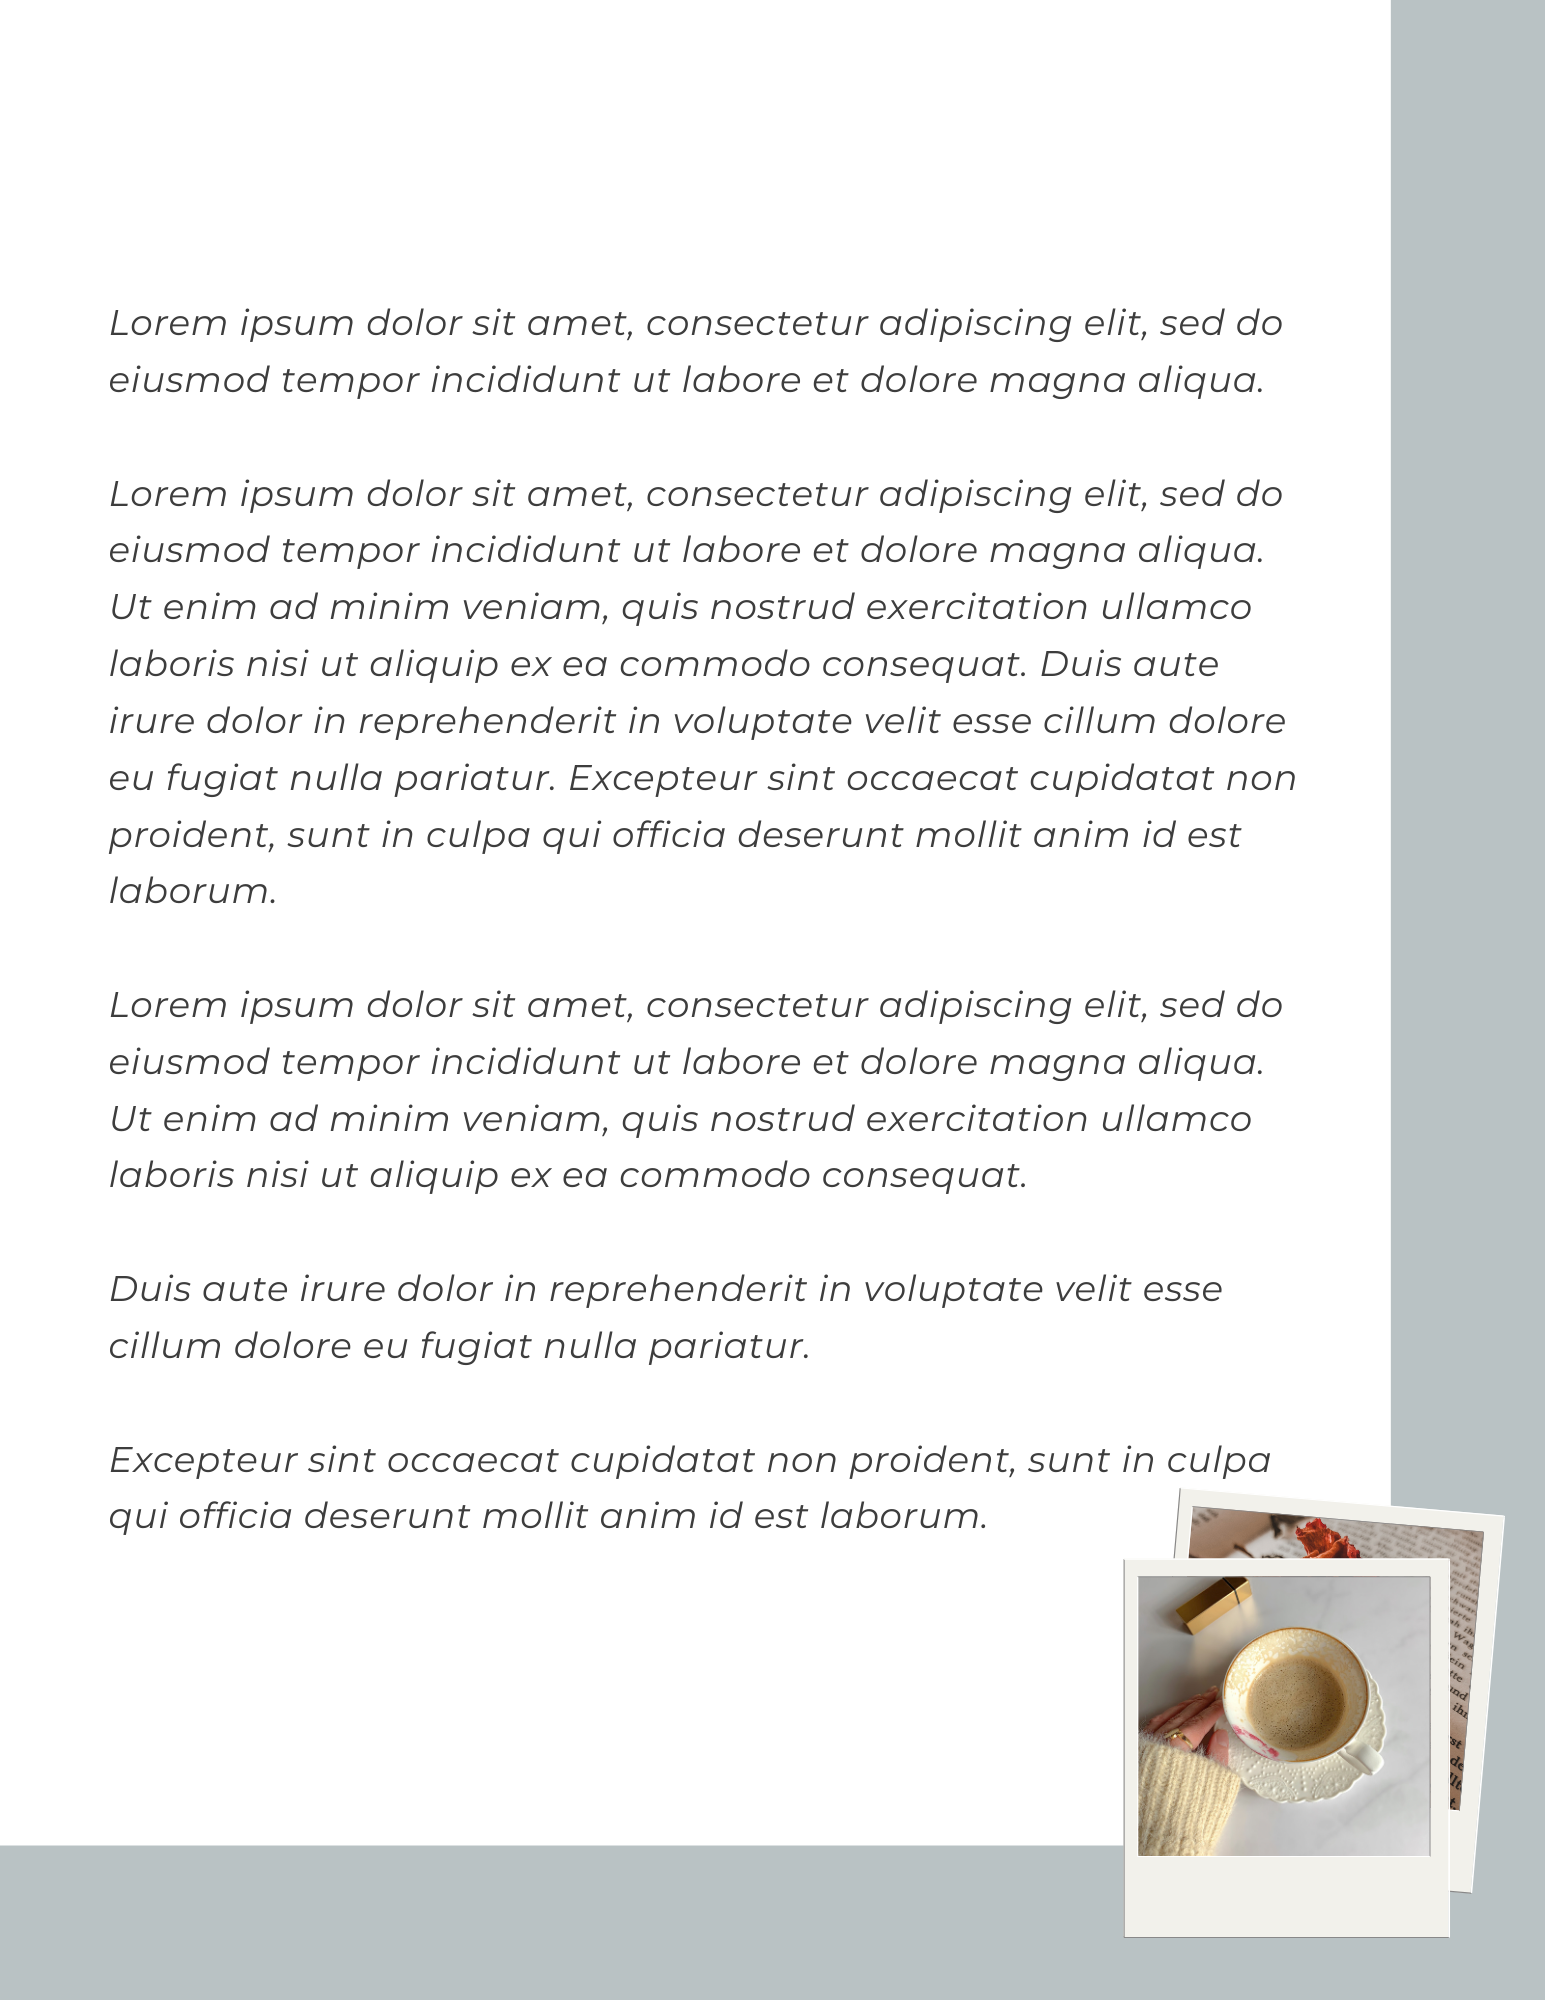 Lorem ipsum dolor sit amet, consectetur adipiscing elit, sed do
eiusmod tempor incididunt ut labore et dolore magna aliqua.
Lorem ipsum dolor sit amet, consectetur adipiscing elit, sed do
eiusmod tempor incididunt ut labore et dolore magna aliqua.
Ut enim ad minim veniam, quis nostrud exercitation ullamco
laboris nisi ut aliquip ex ea commodo consequat. Duis aute
irure dolor in reprehenderit in voluptate velit esse cillum dolore
eu fugiat nulla pariatur. Excepteur sint occaecat cupidatat non
proident, sunt in culpa qui officia deserunt mollit anim id est
laborum.
Lorem ipsum dolor sit amet, consectetur adipiscing elit, sed do
eiusmod tempor incididunt ut labore et dolore magna aliqua.
Ut enim ad minim veniam, quis nostrud exercitation ullamco
laboris nisi ut aliquip ex ea commodo consequat.
Duis aute irure dolor in reprehenderit in voluptate velit esse
cillum dolore eu fugiat nulla pariatur.
Excepteur sint occaecat cupidatat non proident, sunt in culpa
qui officia deserunt mollit anim id est laborum.